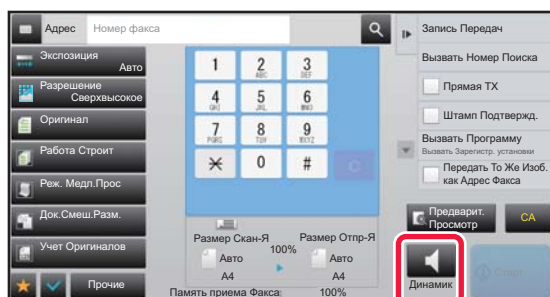 Адрес
Номер факса
Экспозиция
Авто
Разрешение
Сверхвысокое
Оригинал
Работа Строит
Реж. Медл.Прос
Док.Смеш.Разм.
Учет Оригиналов
Прочие
1
2 ABC
3 DEF
4 GHI
5 JKL
6 MNO
7 PQRS
8 TUV
9 WXYZ
0
#
Размер Скан-Я
100%
Размер Отпр-Я
Авто
A4
Авто
A4
Память приема Факса:
100%
Запись Передач
Вызвать Номер Поиска
Прямая TX
Штамп Подтвержд.
Вызвать Программу
Вызвать Зарегистр. установки
Передать То Же Изоб.
как Адрес Факса
Предварит.
Просмотр
CA
Динамик
Старт